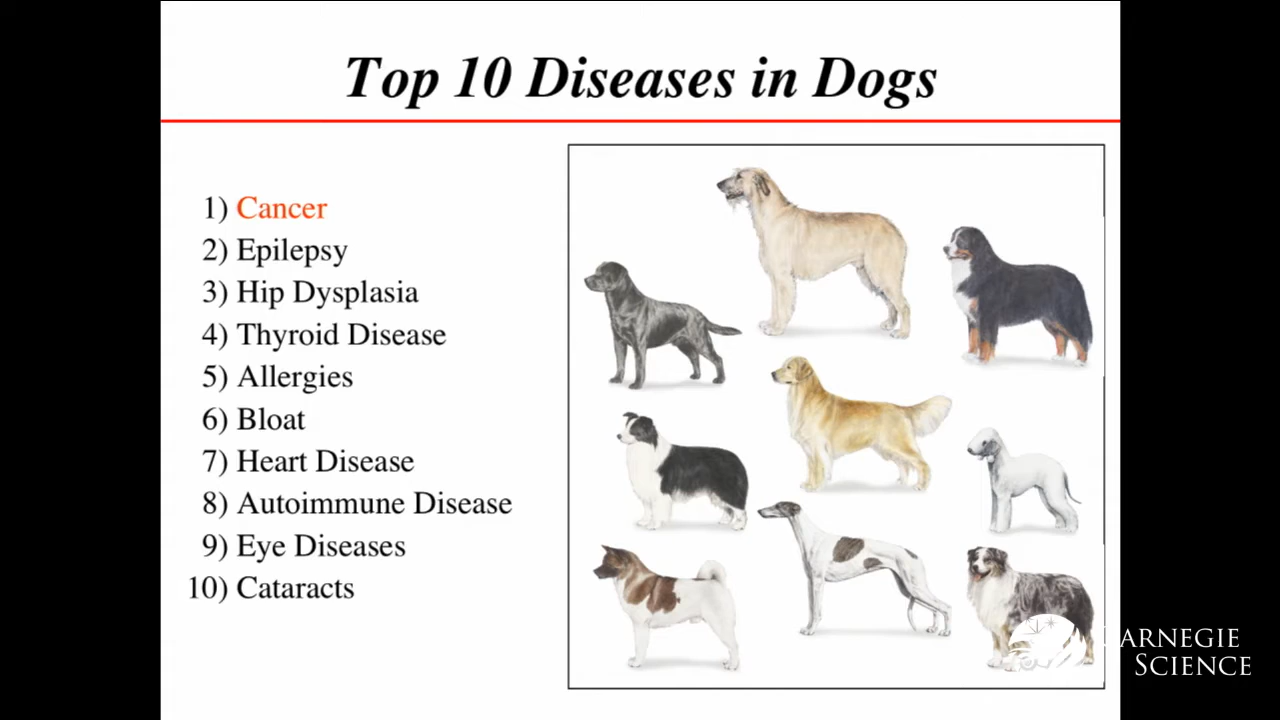 Top 10 Diseases in Dogs
1) Cancer
2) Epilepsy
3) Hip Dysplasia
4) Thyroid Disease
5) Allergies
6) Bloat
7) Heart Disease
8) Autoimmune Disease
9) Eye Diseases
10) Cataracts
CARNEGIE
SCIENCE